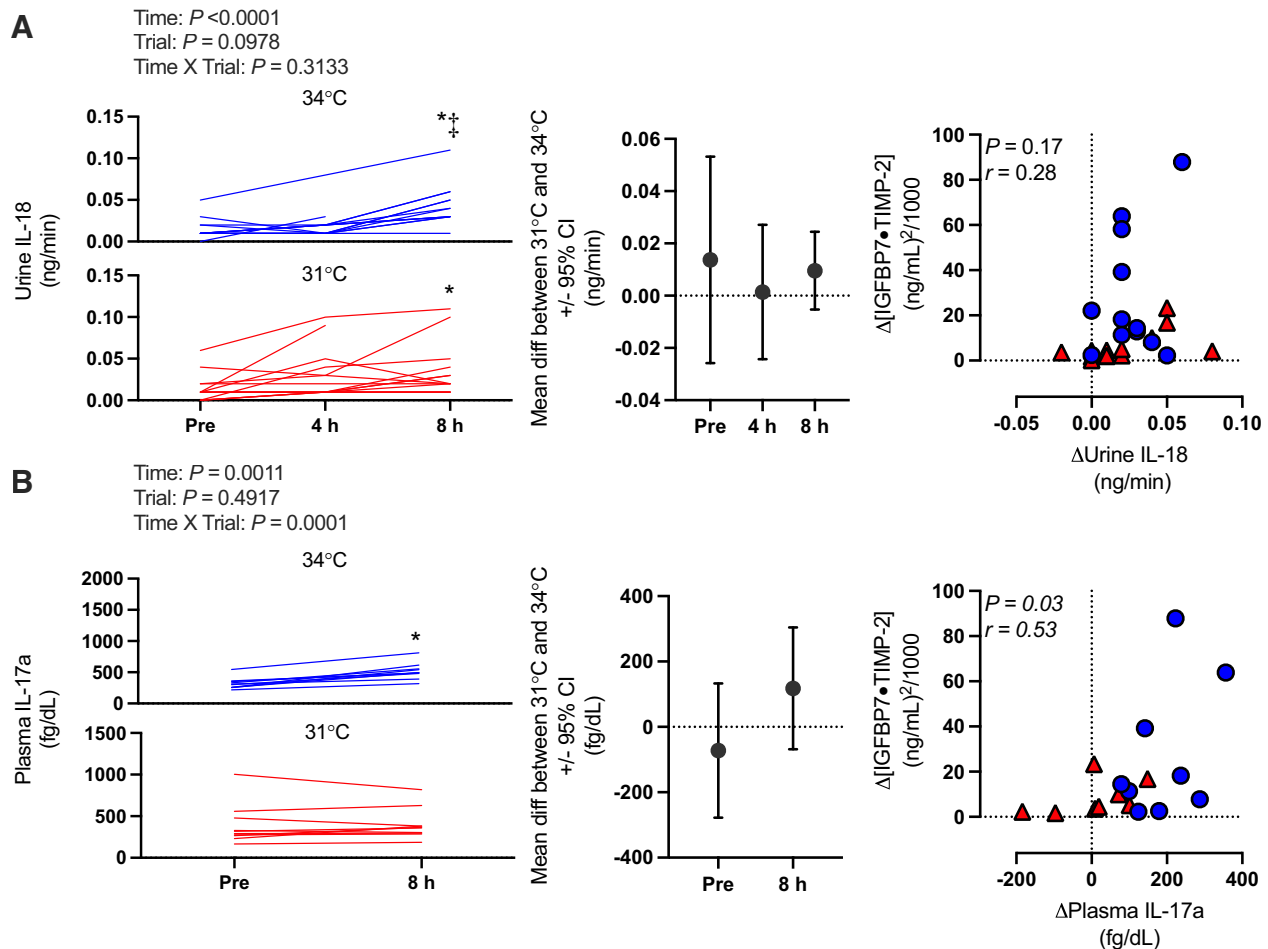 A
Time: P <0.0001
Trial: P = 0.0978
Time X Trial: P = 0.3133
34°C
Urine IL-18
(ng/min)
0.15
0.10
0.05
0.00
*‡
31°C
0.15
0.10
0.05
0.00
*
Pre 4 h 8 h
Mean diff between 31°C and 34°C
+/- 95% CI
(ng/min)
0.06
0.04
0.02
0.00
-0.02
-0.04
Pre 4 h 8 h
Δ[IGFBP7•TIMP-2]
(ng/mL)²/1000
P = 0.17
r = 0.28
100
80
60
40
20
0
-0.05 0.00 0.05 0.10
ΔUrine IL-18
(ng/min)
B
Time: P = 0.0011
Trial: P = 0.4917
Time X Trial: P = 0.0001
34°C
Plasma IL-17a
(fg/dL)
2000
1500
1000
500
0
*
31°C
1500
1000
500
0
Pre 8 h
Mean diff between 31°C and 34°C
+/- 95% CI
(fg/dL)
400
200
0
-200
-400
Pre 8 h
Δ[IGFBP7•TIMP-2]
(ng/mL)²/1000
P = 0.03
r = 0.53
100
80
60
40
20
0
-200 0 200 400
ΔPlasma IL-17a
(fg/dL)